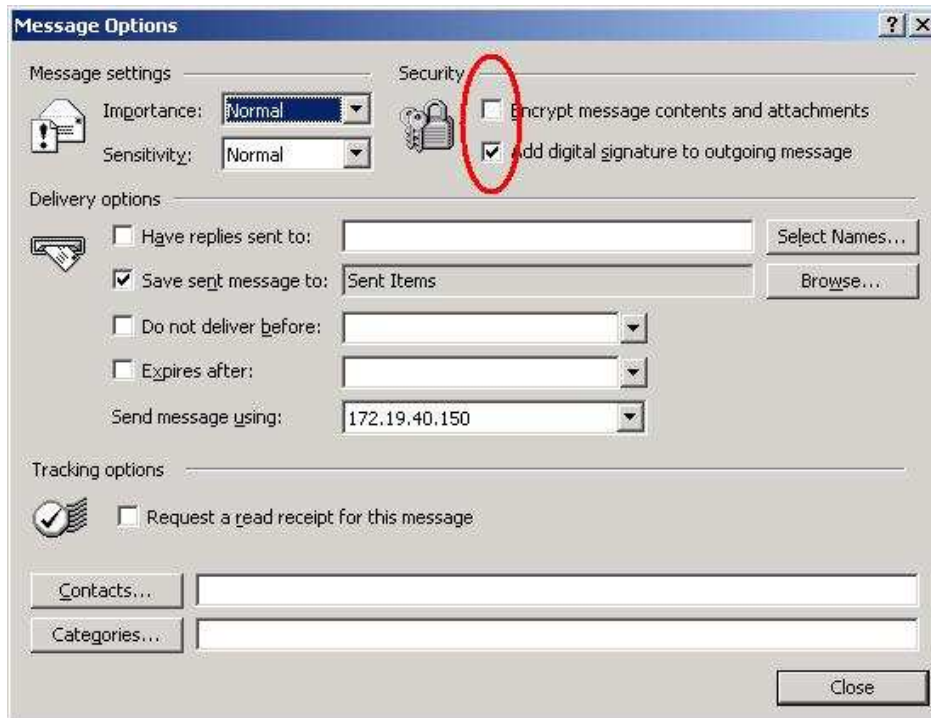 Message Options
Message settings
Importance: Normal
Sensitivity: Normal
Security
Encrypt message contents and attachments
Add digital signature to outgoing message
Delivery options
Have replies sent to: Select Names...
Save sent message to: Sent Items Browse...
Do not deliver before:
Expires after:
Send message using: 172.19.40.150
Tracking options
Request a read receipt for this message
Contacts...
Categories...
Close